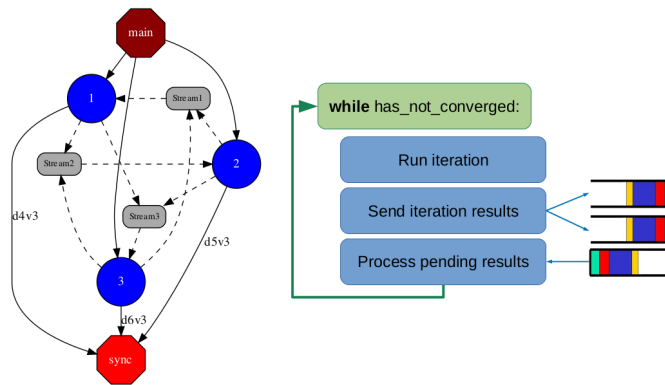 main
1
Stream1
Stream2
2
Stream3
d4v3
d5v3
3
d6v3
sync
while has_not_converged:
Run iteration
Send iteration results
Process pending results